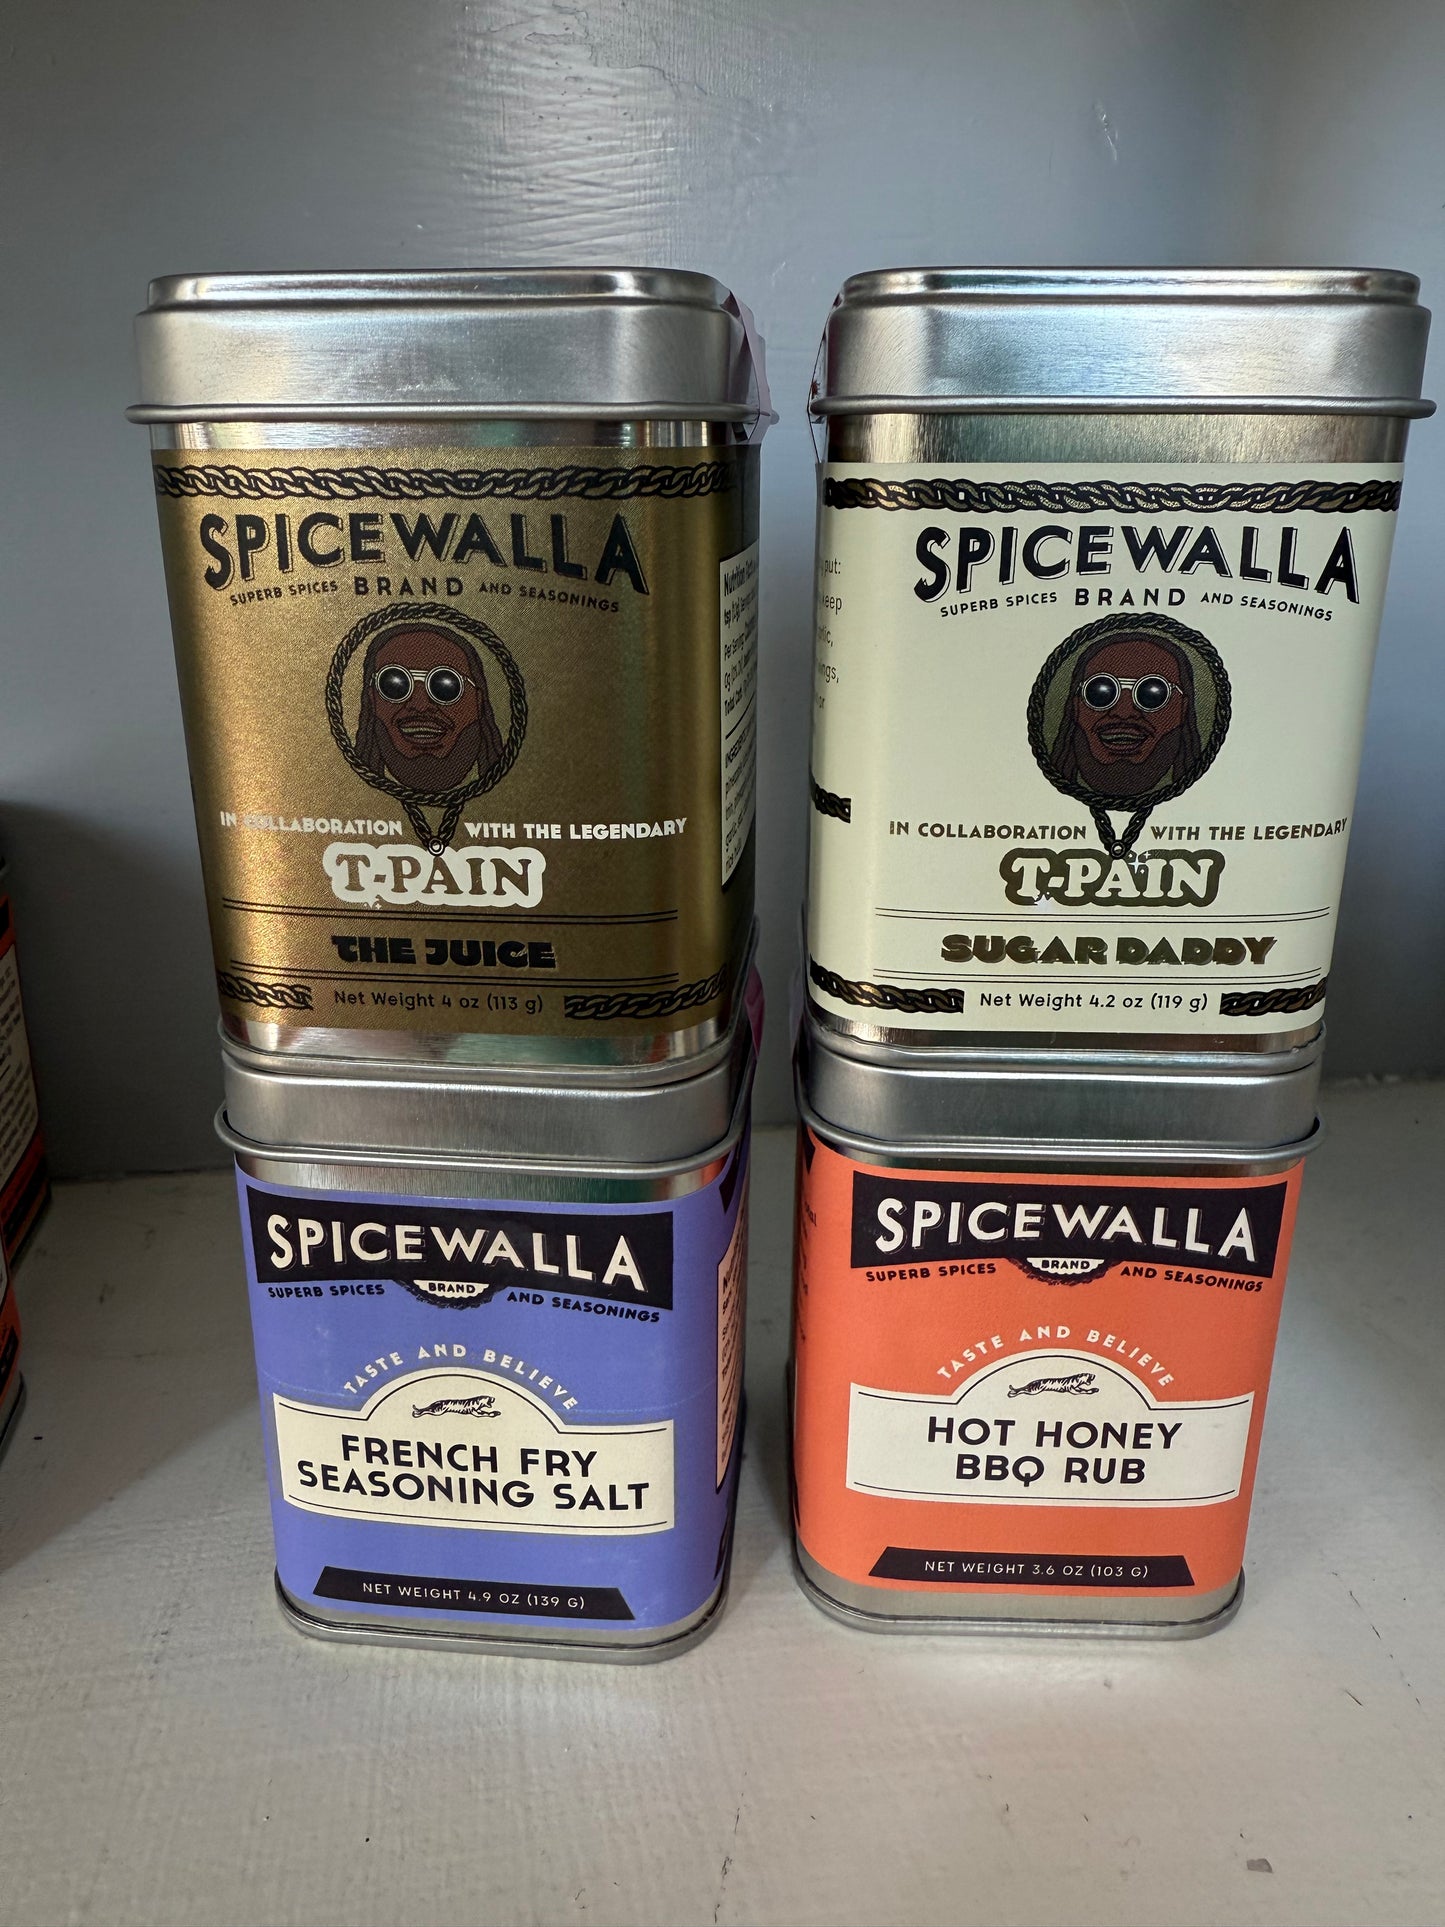 SPICEWALLA
SUPERB SPICES BRAND AND SEASONINGS
IN COLLABORATION WITH THE LEGENDARY
T-PAIN
THE JUICE
Net Weight 4 oz (113 g)
Nutrition Facts
put:
keep
SPICEWALLA
SUPERB SPICES BRAND AND SEASONINGS
IN COLLABORATION WITH THE LEGENDARY
T-PAIN
SUGAR DADDY
Net Weight 4.2 oz (119 g)
SPICEWALLA
SUPERB SPICES BRAND AND SEASONINGS
TASTE AND BELIEVE
FRENCH FRY
SEASONING SALT
NET WEIGHT 4.9 OZ (139 G)
SPICEWALLA
SUPERB SPICES BRAND AND SEASONINGS
TASTE AND BELIEVE
HOT HONEY
BBQ RUB
NET WEIGHT 3.6 OZ (103 G)